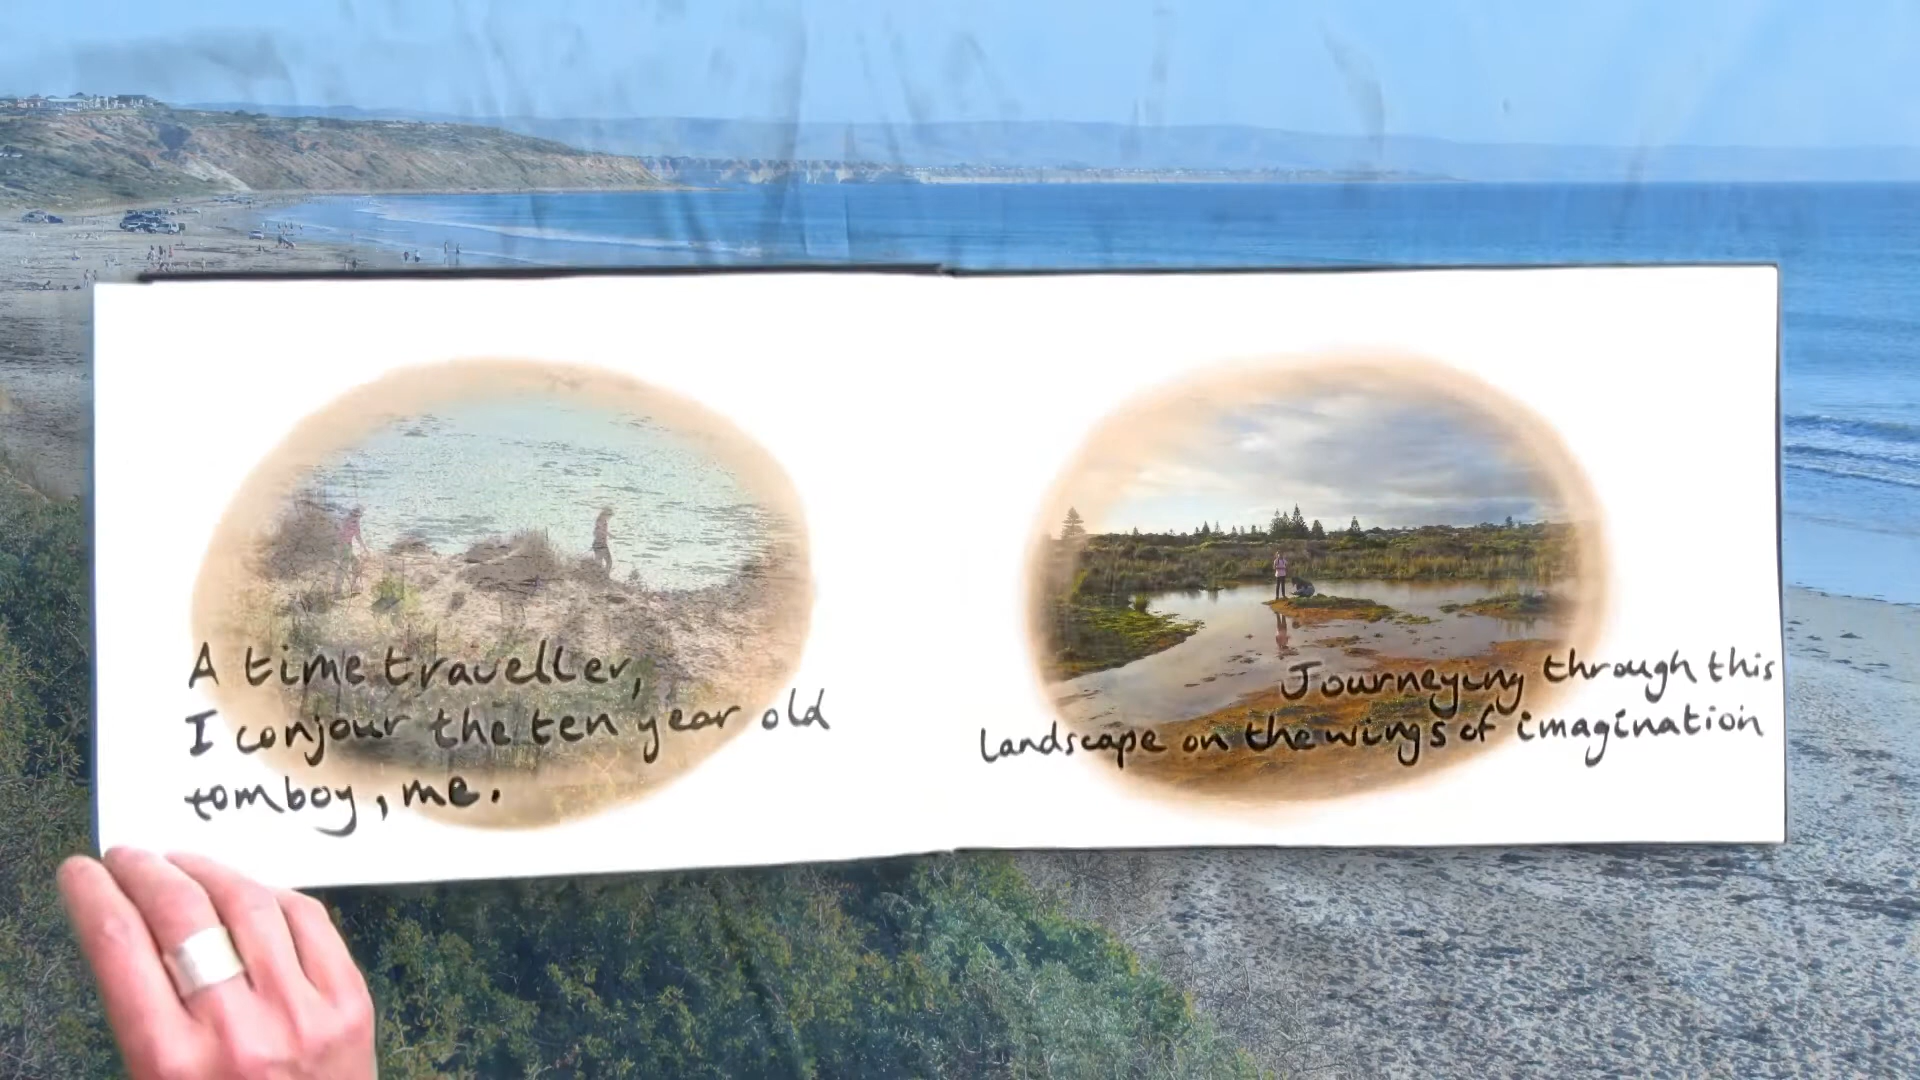 A time traveller,
I conjour the ten year old
tomboy, me.
Journeying through this
landscape on the wings of imagination